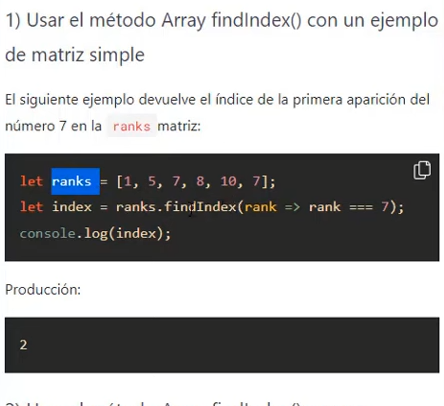 1) Usar el método Array findIndex() con un ejemplo
de matriz simple
El siguiente ejemplo devuelve el índice de la primera aparición del
número 7 en la ranks matriz:
let ranks = [1, 5, 7, 8, 10, 7];
let index = ranks.findIndex(rank => rank === 7);
console.log(index);
Producción:
2